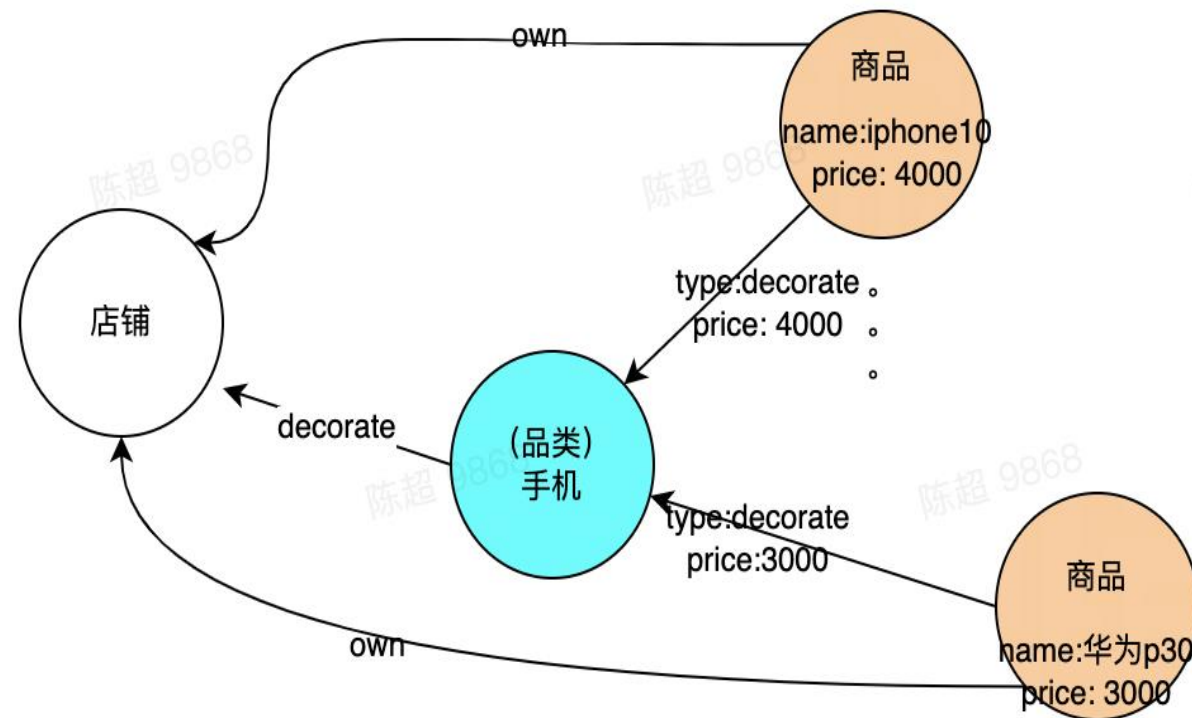 own
商品
name:iphone10
price: 4000
陈超 9868
陈超 9868
type:decorate 。
price: 4000 。
。
店铺
decorate
（品类）
手机
陈超 9868
陈超 9868
type:decorate
price:3000
商品
name:华为p30
price: 3000
own